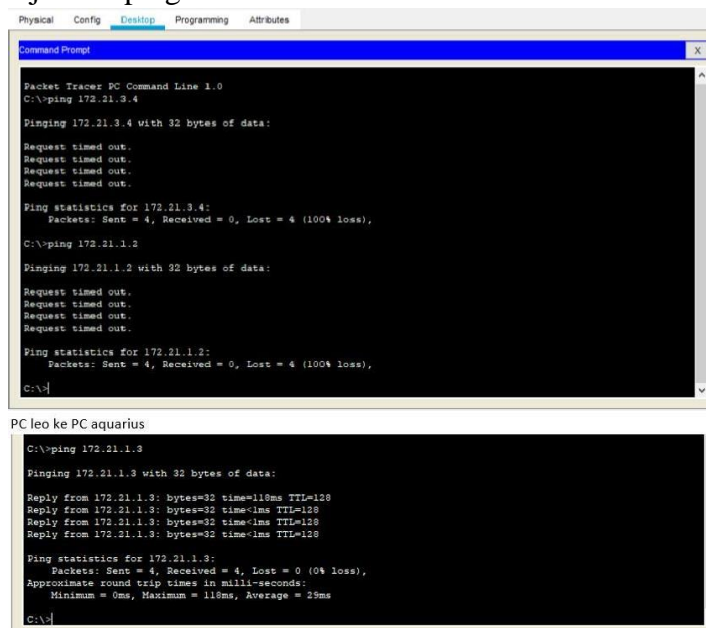 Physical Config Desktop Programming Attributes
Command Prompt X
Packet Tracer PC Command Line 1.0
C:\>ping 172.21.3.4
Pinging 172.21.3.4 with 32 bytes of data:
Request timed out.
Request timed out.
Request timed out.
Request timed out.
Ping statistics for 172.21.3.4:
Packets: Sent = 4, Received = 0, Lost = 4 (100% loss),
C:\>ping 172.21.1.2
Pinging 172.21.1.2 with 32 bytes of data:
Request timed out.
Request timed out.
Request timed out.
Request timed out.
Ping statistics for 172.21.1.2:
Packets: Sent = 4, Received = 0, Lost = 4 (100% loss),
C:\>
PC leo ke PC aquarius
C:\>ping 172.21.1.3
Pinging 172.21.1.3 with 32 bytes of data:
Reply from 172.21.1.3: bytes=32 time=118ms TTL=128
Reply from 172.21.1.3: bytes=32 time<1ms TTL=128
Reply from 172.21.1.3: bytes=32 time<1ms TTL=128
Reply from 172.21.1.3: bytes=32 time<1ms TTL=128
Ping statistics for 172.21.1.3:
Packets: Sent = 4, Received = 4, Lost = 0 (0% loss),
Approximate round trip times in milli-seconds:
Minimum = 0ms, Maximum = 118ms, Average = 29ms
C:\>